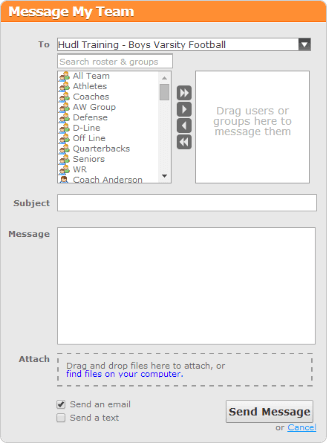 Message My Team
To
Hudl Training - Boys Varsity Football
Search roster & groups
All Team
Athletes
Coaches
AW Group
Defense
D-Line
Off Line
Quarterbacks
Seniors
WR
Coach Anderson
Drag users or
groups here to
message them
Subject
Message
Attach
Drag and drop files here to attach, or
find files on your computer.
Send an email
Send a text
Send Message
or Cancel